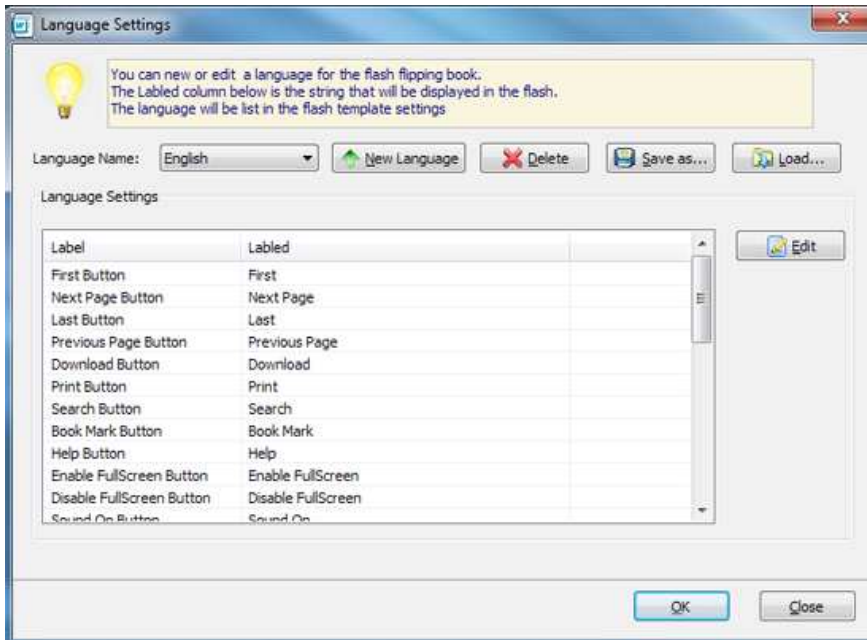 Language Settings
You can new or edit a language for the flash flipping book.
The Labled column below is the string that will be displayed in the flash.
The language will be list in the flash template settings
Language Name: English New Language Delete Save as... Load...
Language Settings
Label Labled
Edit
First Button First
Next Page Button Next Page
Last Button Last
Previous Page Button Previous Page
Download Button Download
Print Button Print
Search Button Search
Book Mark Button Book Mark
Help Button Help
Enable FullScreen Button Enable FullScreen
Disable FullScreen Button Disable FullScreen
Sound On Button Sound On
OK Close